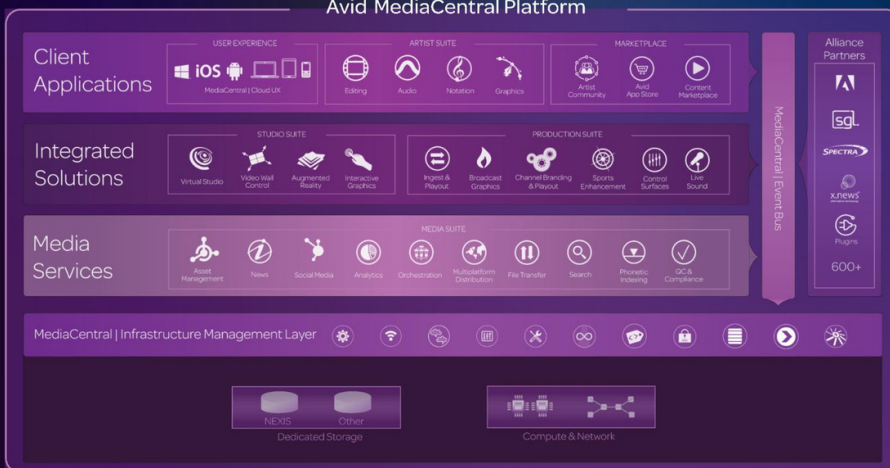 Avid MediaCentral Platform
Client
Applications
USER EXPERIENCE
iOS
MediaCentral | Cloud UX
ARTIST SUITE
Editing
Audio
Notation
Graphics
MARKETPLACE
Artist
Community
Avid
App Store
Content
Marketplace
Integrated
Solutions
STUDIO SUITE
Virtual Studio
Video Wall
Control
Augmented
Reality
Interactive
Graphics
PRODUCTION SUITE
Ingest &
Playout
Broadcast
Graphics
Channel Branding
& Playout
Sports
Enhancement
Control
Surfaces
Live
Sound
Media
Services
MEDIA SUITE
Asset
Management
News
Social Media
Analytics
Orchestration
Multiplatform
Distribution
File Transfer
Search
Phonetic
Indexing
QC &
Compliance
MediaCentral | Event Bus
Alliance
Partners
sgl.
SPECTRA
x.news
Plugins
600+
MediaCentral | Infrastructure Management Layer
NEXIS
Other
Dedicated Storage
Compute & Network